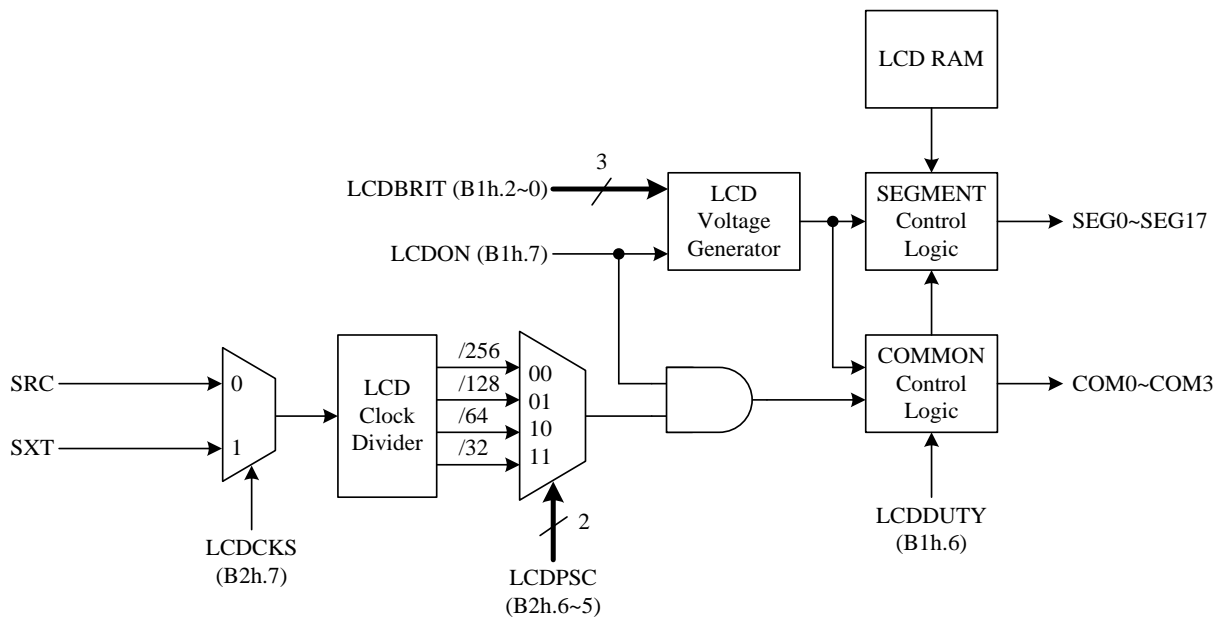 LCD RAM
3
LCDBRIT (B1h.2~0)
LCD
Voltage
Generator
SEGMENT
Control
Logic
SEG0~SEG17
LCDON (B1h.7)
SRC
SXT
0
1
LCDCKS
(B2h.7)
LCD
Clock
Divider
/256
/128
/64
/32
00
01
10
11
2
LCDPSC
(B2h.6~5)
COMMON
Control
Logic
COM0~COM3
LCDDUTY
(B1h.6)